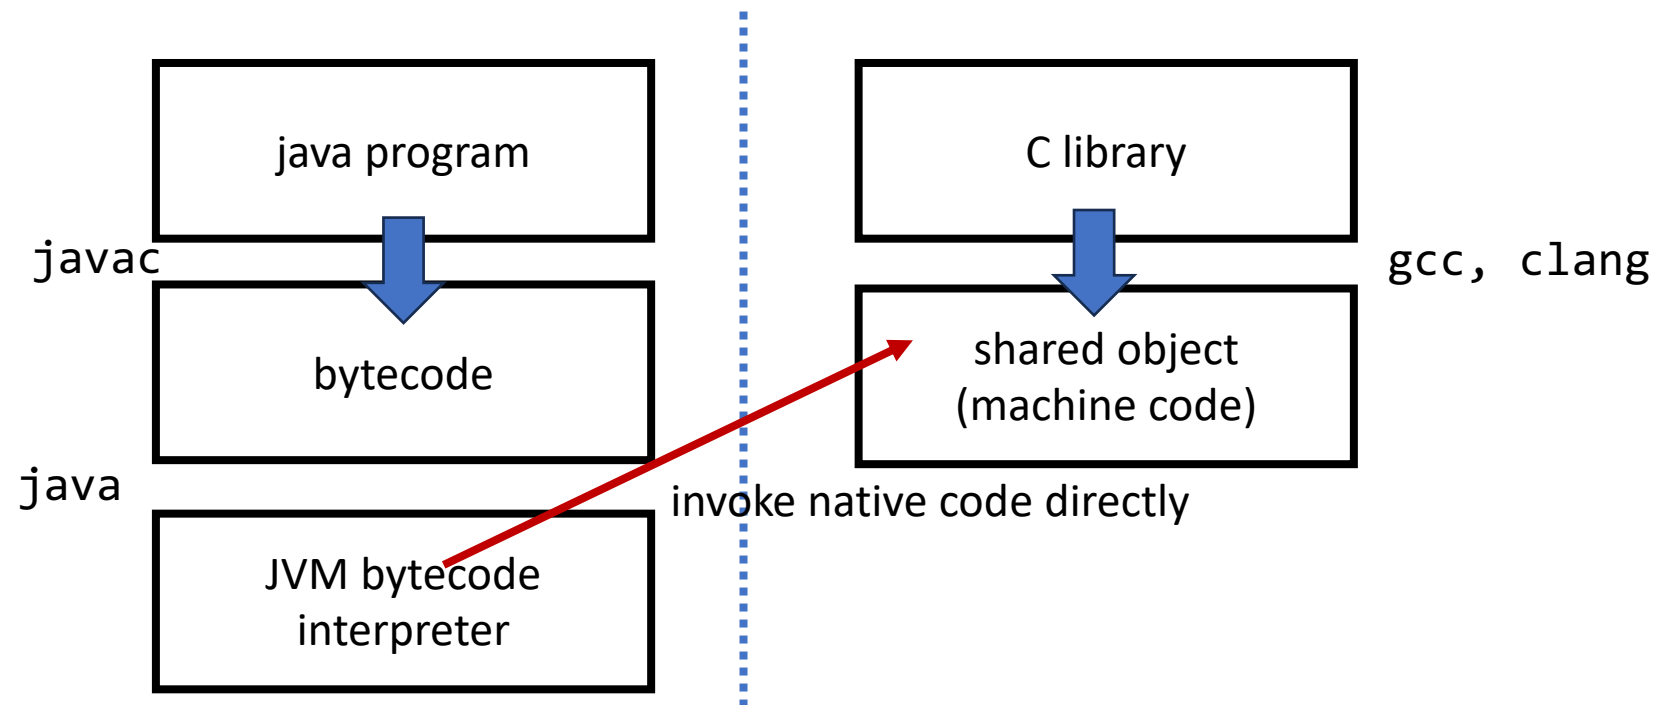 java program
javac
bytecode
java
JVM bytecode
interpreter
C library
gcc, clang
shared object
(machine code)
invoke native code directly